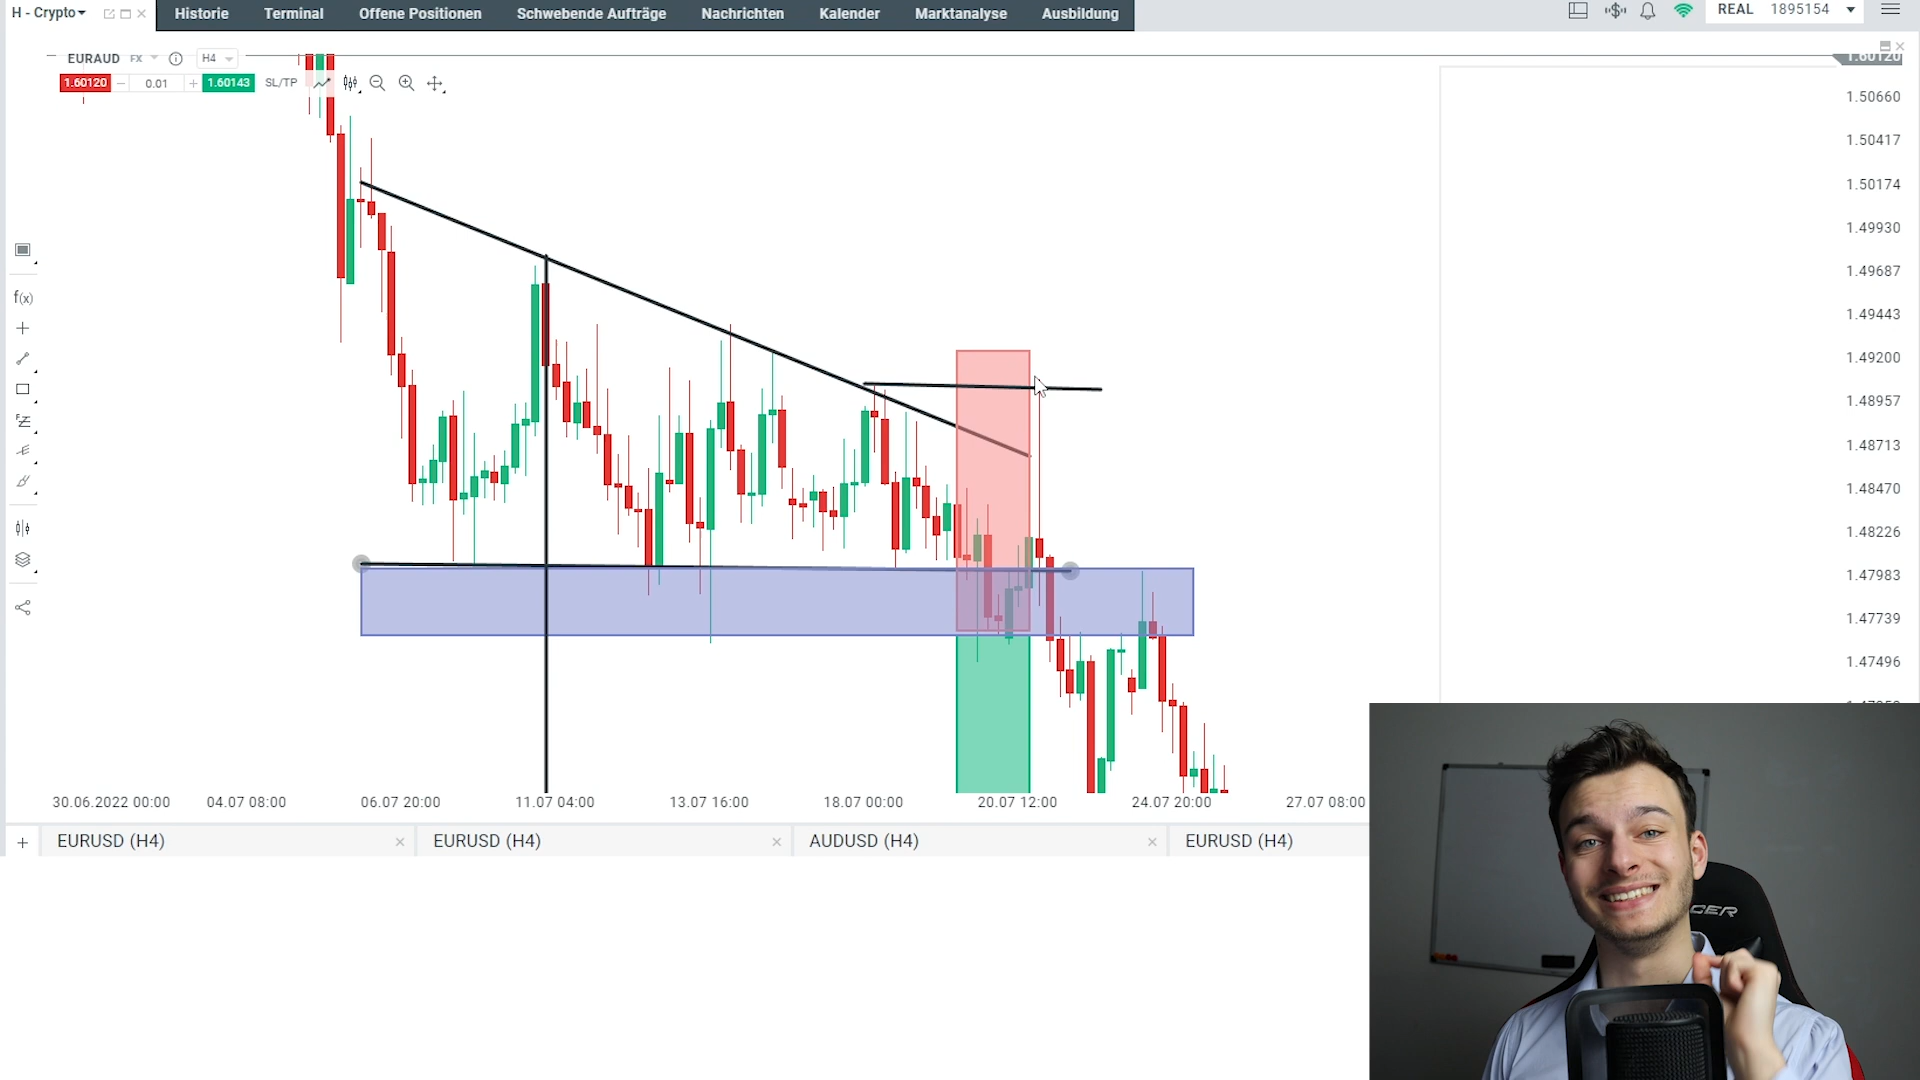 H - Crypto
Historie
Terminal
Offene Positionen
Schwebende Aufträge
Nachrichten
Kalender
Marktanalyse
Ausbildung
REAL 1895154
EURAUD FX H4
1.60120 0.01 1.60143 SL/TP
1.60120
1.50660
1.50417
1.50174
1.49930
1.49687
1.49443
1.49200
1.48957
1.48713
1.48470
1.48226
1.47983
1.47739
1.47496
f(x)
30.06.2022 00:00
04.07 08:00
06.07 20:00
11.07 04:00
13.07 16:00
18.07 00:00
20.07 12:00
24.07 20:00
27.07 08:00
EURUSD (H4)
EURUSD (H4)
AUDUSD (H4)
EURUSD (H4)
CER